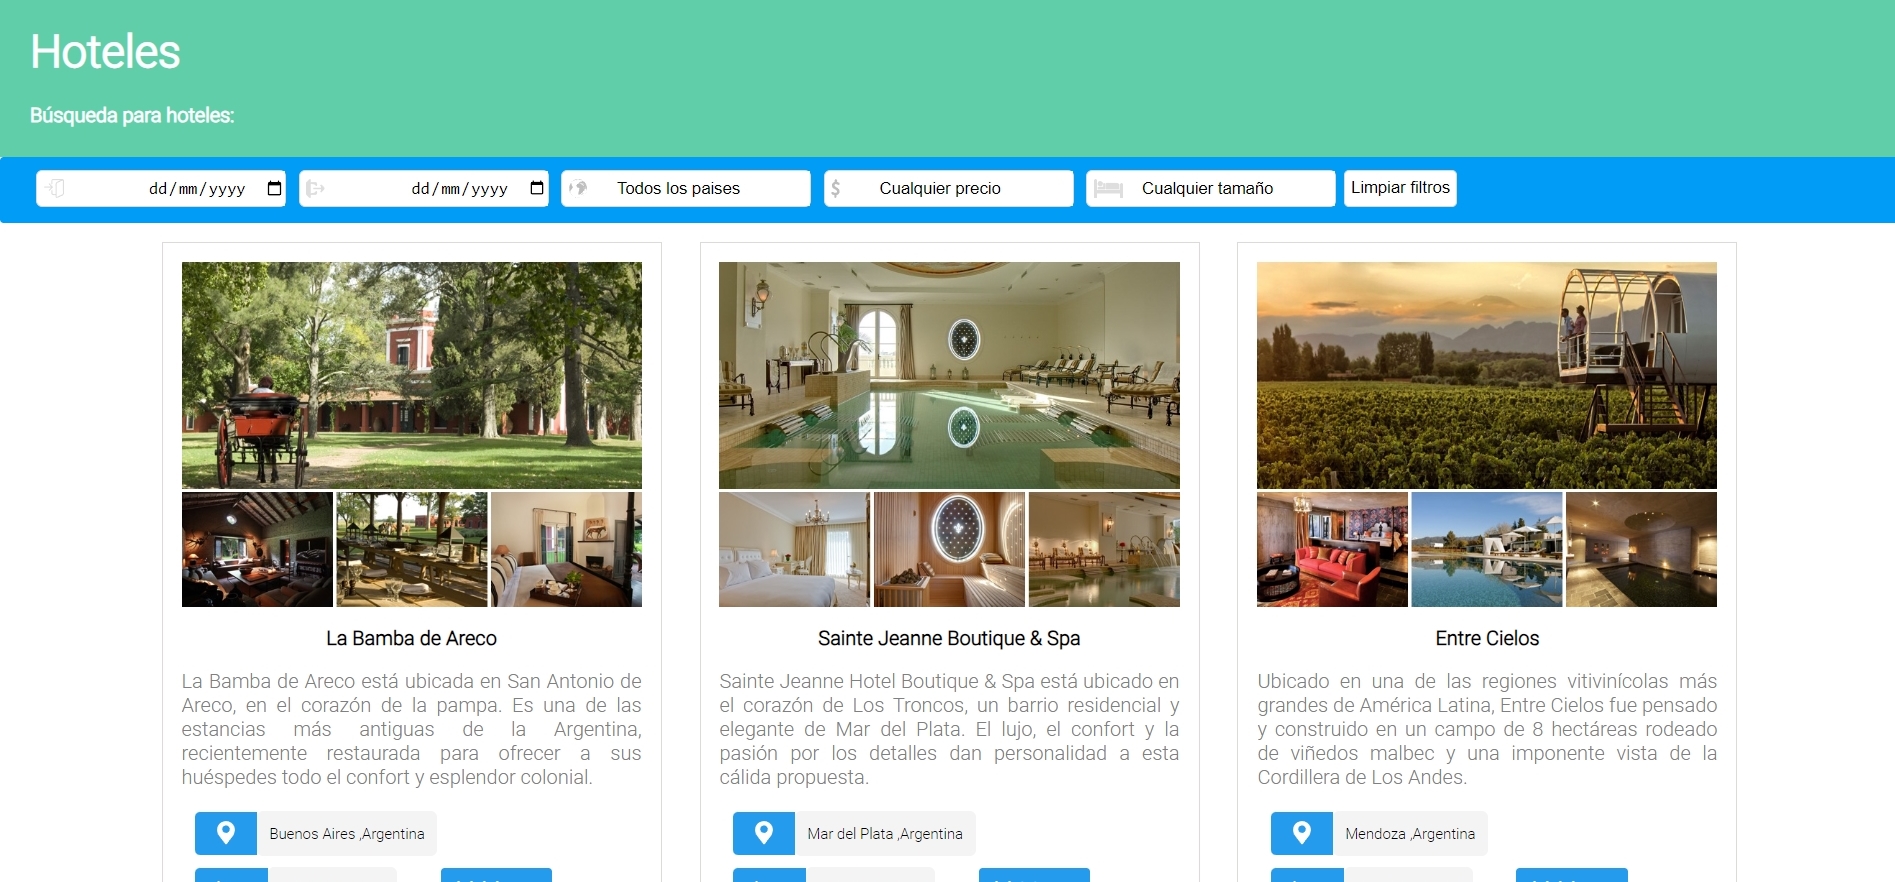 Hoteles
Búsqueda para hoteles:
dd/mm/yyyy
dd/mm/yyyy
Todos los paises
$
Cualquier precio
Cualquier tamaño
Limpiar filtros
La Bamba de Areco
La Bamba de Areco está ubicada en San Antonio de
Areco, en el corazón de la pampa. Es una de las
estancias más antiguas de la Argentina,
recientemente restaurada para ofrecer a sus
huéspedes todo el confort y esplendor colonial.
Buenos Aires ,Argentina
Sainte Jeanne Boutique & Spa
Sainte Jeanne Hotel Boutique & Spa está ubicado en
el corazón de Los Troncos, un barrio residencial y
elegante de Mar del Plata. El lujo, el confort y la
pasión por los detalles dan personalidad a esta
cálida propuesta.
Mar del Plata ,Argentina
Entre Cielos
Ubicado en una de las regiones vitivinícolas más
grandes de América Latina, Entre Cielos fue pensado
y construido en un campo de 8 hectáreas rodeado
de viñedos malbec y una imponente vista de la
Cordillera de Los Andes.
Mendoza ,Argentina